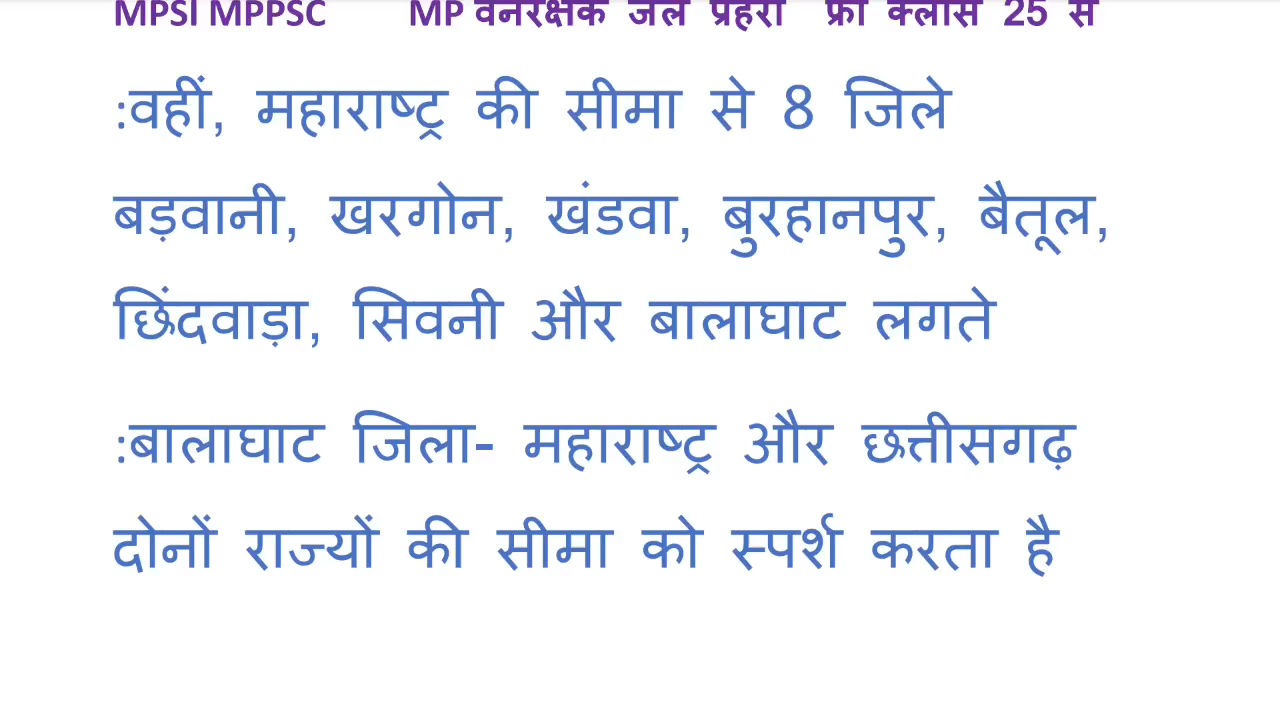 MPSI MPPSC MP वनरक्षक जेल प्रहरी फ्री क्लास 25 से
:वहीं, महाराष्ट्र की सीमा से 8 जिले
बड़वानी, खरगोन, खंडवा, बुरहानपुर, बैतूल,
छिंदवाड़ा, सिवनी और बालाघाट लगते
:बालाघाट जिला- महाराष्ट्र और छत्तीसगढ़
दोनों राज्यों की सीमा को स्पर्श करता है